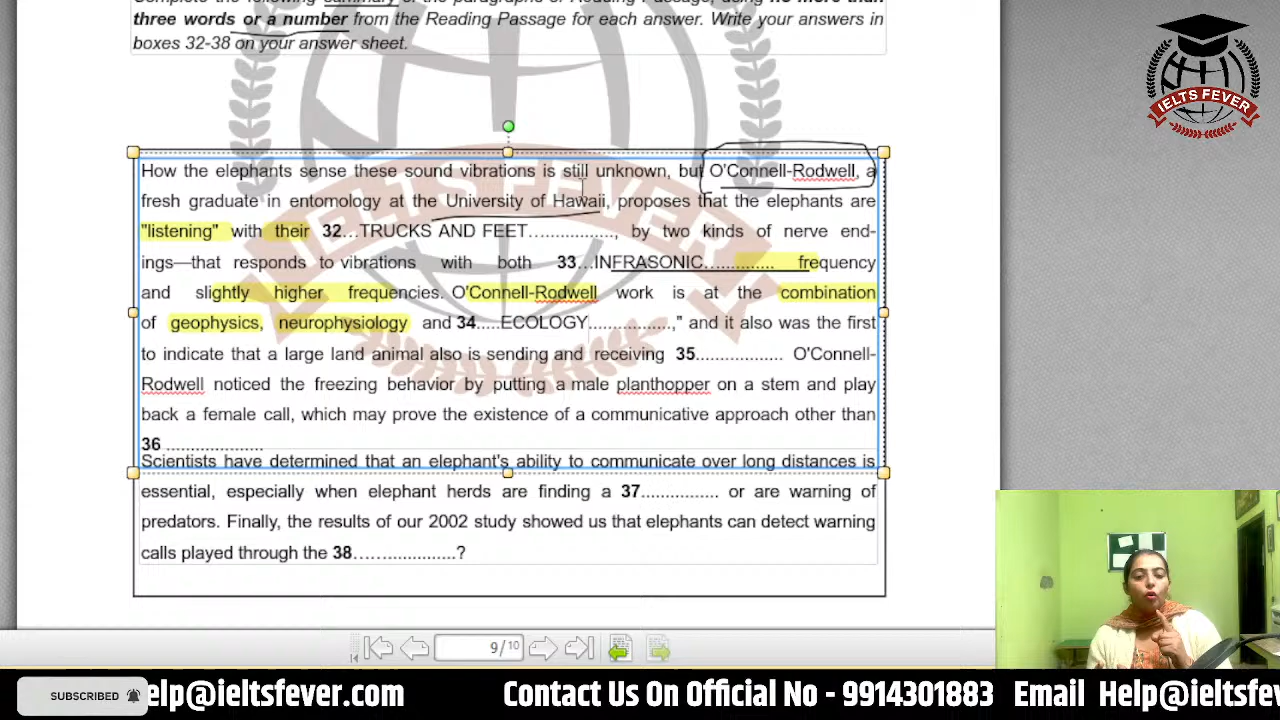 Complete the following summary of the paragraphs of Reading Passage, using no more than
three words or a number from the Reading Passage for each answer. Write your answers in
boxes 32-38 on your answer sheet.
IELTS FEVER
How the elephants sense these sound vibrations is still unknown, but O'Connell-Rodwell, a
fresh graduate in entomology at the University of Hawaii, proposes that the elephants are
"listening" with their 32...TRUCKS AND FEET................., by two kinds of nerve end-
ings—that responds to vibrations with both 33...INFRASONIC.............. frequency
and slightly higher frequencies. O'Connell-Rodwell work is at the combination
of geophysics, neurophysiology and 34.....ECOLOGY................," and it also was the first
to indicate that a large land animal also is sending and receiving 35................. O'Connell-
Rodwell noticed the freezing behavior by putting a male planthopper on a stem and play
back a female call, which may prove the existence of a communicative approach other than
36...................
Scientists have determined that an elephant's ability to communicate over long distances is
essential, especially when elephant herds are finding a 37............... or are warning of
predators. Finally, the results of our 2002 study showed us that elephants can detect warning
calls played through the 38...................?
IELTS FEVER
9/10
SUBSCRIBED
elp@ieltsfever.com Contact Us On Official No - 9914301883 Email Help@ieltsfev